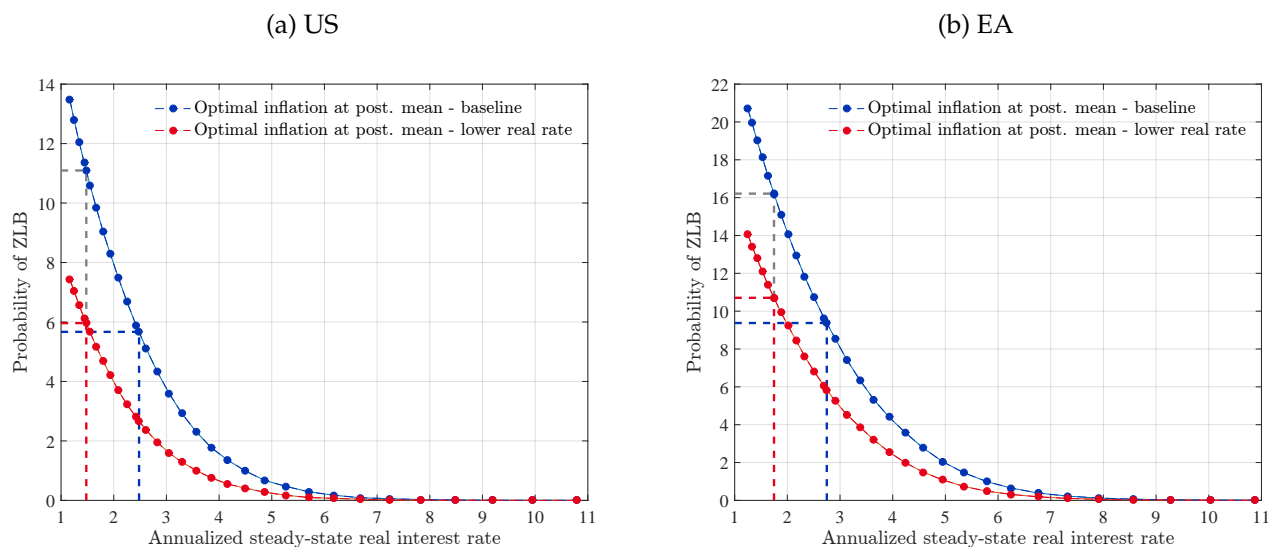 (a) US
14
12
10
8
6
4
2
0
Probability of ZLB
Optimal inflation at post. mean - baseline
Optimal inflation at post. mean - lower real rate
1 2 3 4 5 6 7 8 9 10 11
Annualized steady-state real interest rate
(b) EA
22
20
18
16
14
12
10
8
6
4
2
0
Probability of ZLB
Optimal inflation at post. mean - baseline
Optimal inflation at post. mean - lower real rate
1 2 3 4 5 6 7 8 9 10 11
Annualized steady-state real interest rate